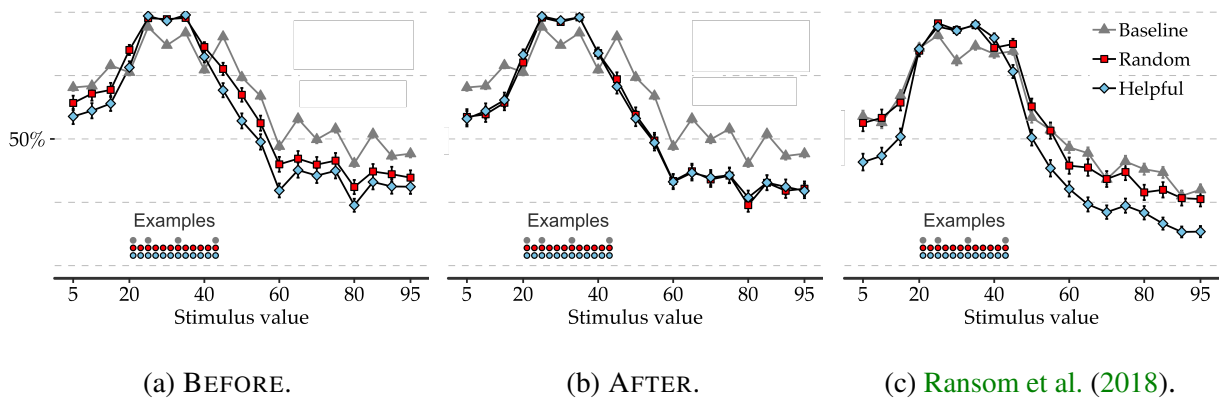 Baseline
Random
Helpful
50%
Examples
Examples
Examples
5 20 40 60 80 95
5 20 40 60 80 95
5 20 40 60 80 95
Stimulus value
Stimulus value
Stimulus value
(a) BEFORE.
(b) AFTER.
(c) Ransom et al. (2018).